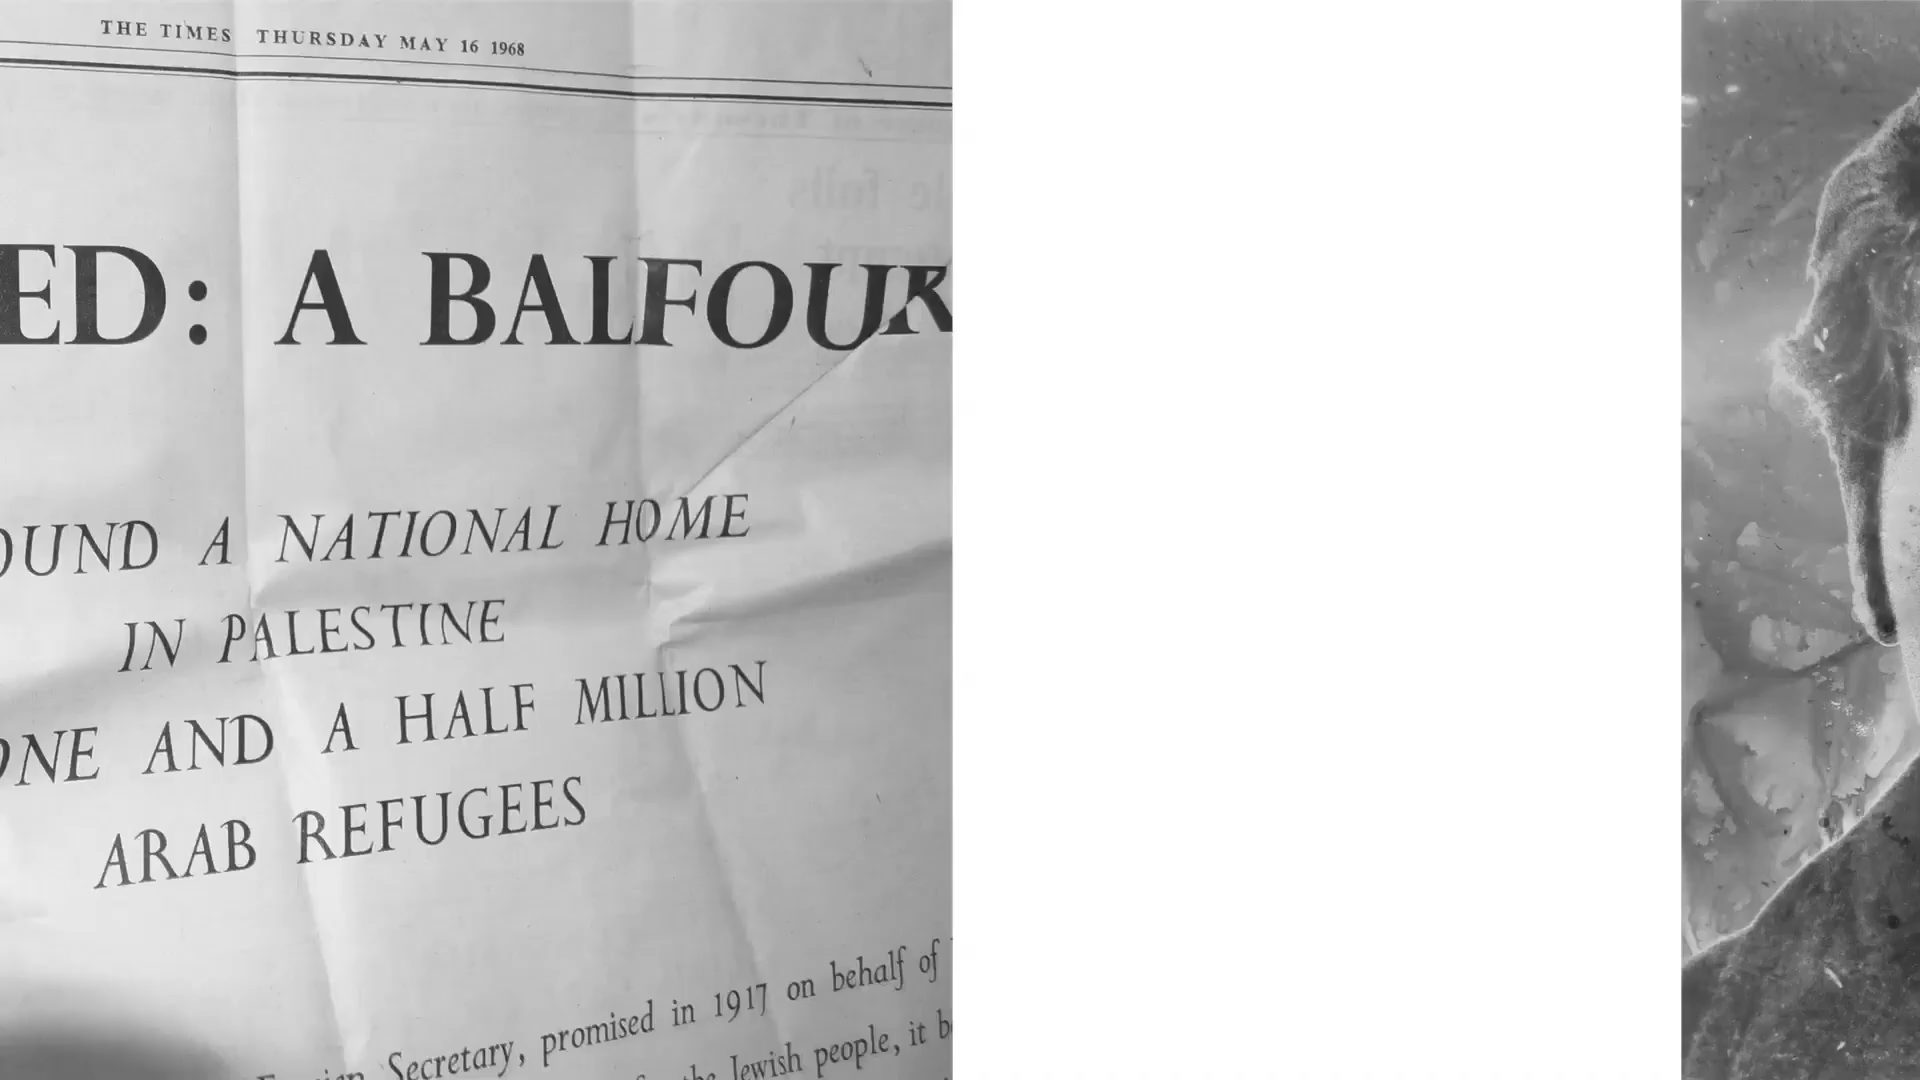 THE TIMES THURSDAY MAY 16 1968
ED: A BALFOUR
OUND A NATIONAL HOME
IN PALESTINE
ONE AND A HALF MILLION
ARAB REFUGEES
Secretary, promised in 1917 on behalf of
the Jewish people, it